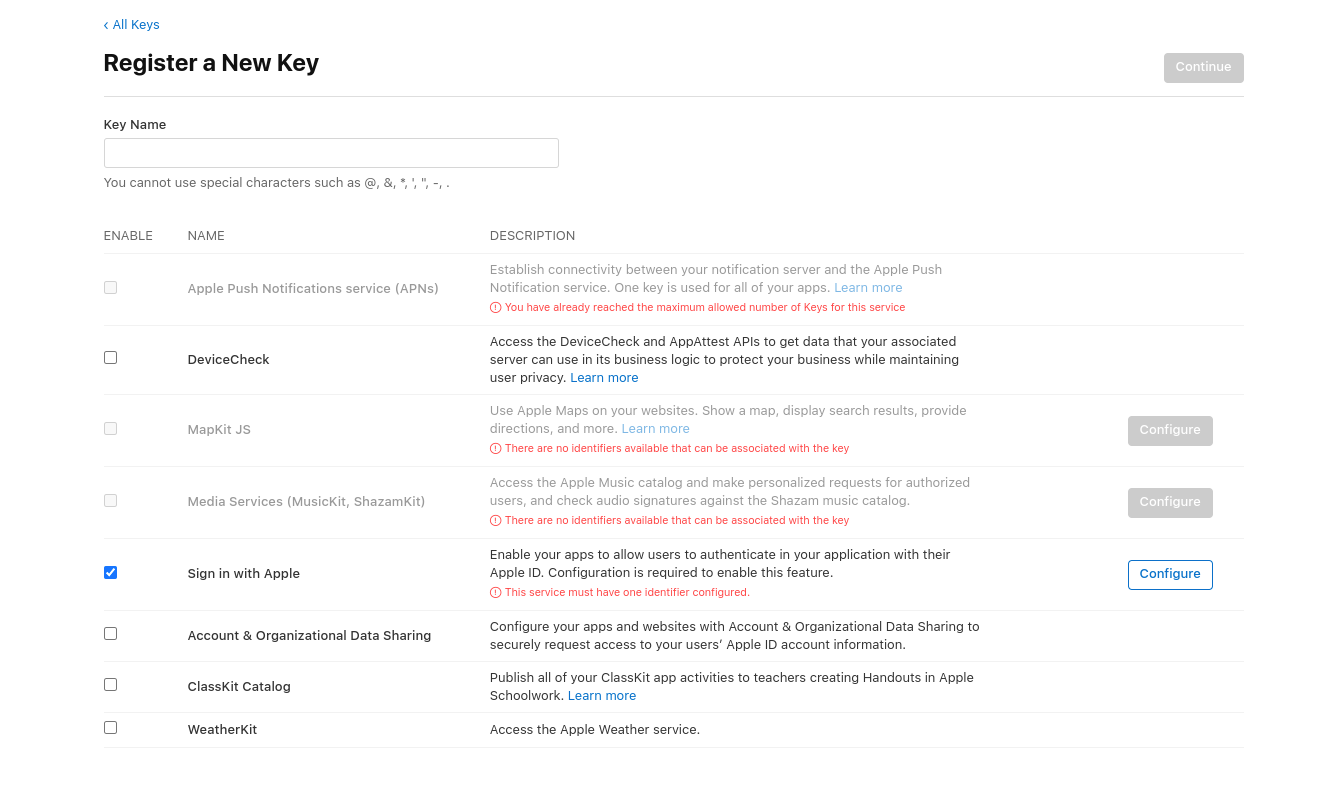 ‹ All Keys
Register a New Key
Continue
Key Name
You cannot use special characters such as @, &, *, ', ", -, .
ENABLE NAME DESCRIPTION
Apple Push Notifications service (APNs)
Establish connectivity between your notification server and the Apple Push
Notification service. One key is used for all of your apps. Learn more
You have already reached the maximum allowed number of Keys for this service
DeviceCheck
Access the DeviceCheck and AppAttest APIs to get data that your associated
server can use in its business logic to protect your business while maintaining
user privacy. Learn more
MapKit JS
Use Apple Maps on your websites. Show a map, display search results, provide
directions, and more. Learn more
There are no identifiers available that can be associated with the key
Configure
Media Services (MusicKit, ShazamKit)
Access the Apple Music catalog and make personalized requests for authorized
users, and check audio signatures against the Shazam music catalog.
There are no identifiers available that can be associated with the key
Configure
Sign in with Apple
Enable your apps to allow users to authenticate in your application with their
Apple ID. Configuration is required to enable this feature.
This service must have one identifier configured.
Configure
Account & Organizational Data Sharing
Configure your apps and websites with Account & Organizational Data Sharing to
securely request access to your users’ Apple ID account information.
ClassKit Catalog
Publish all of your ClassKit app activities to teachers creating Handouts in Apple
Schoolwork. Learn more
WeatherKit
Access the Apple Weather service.